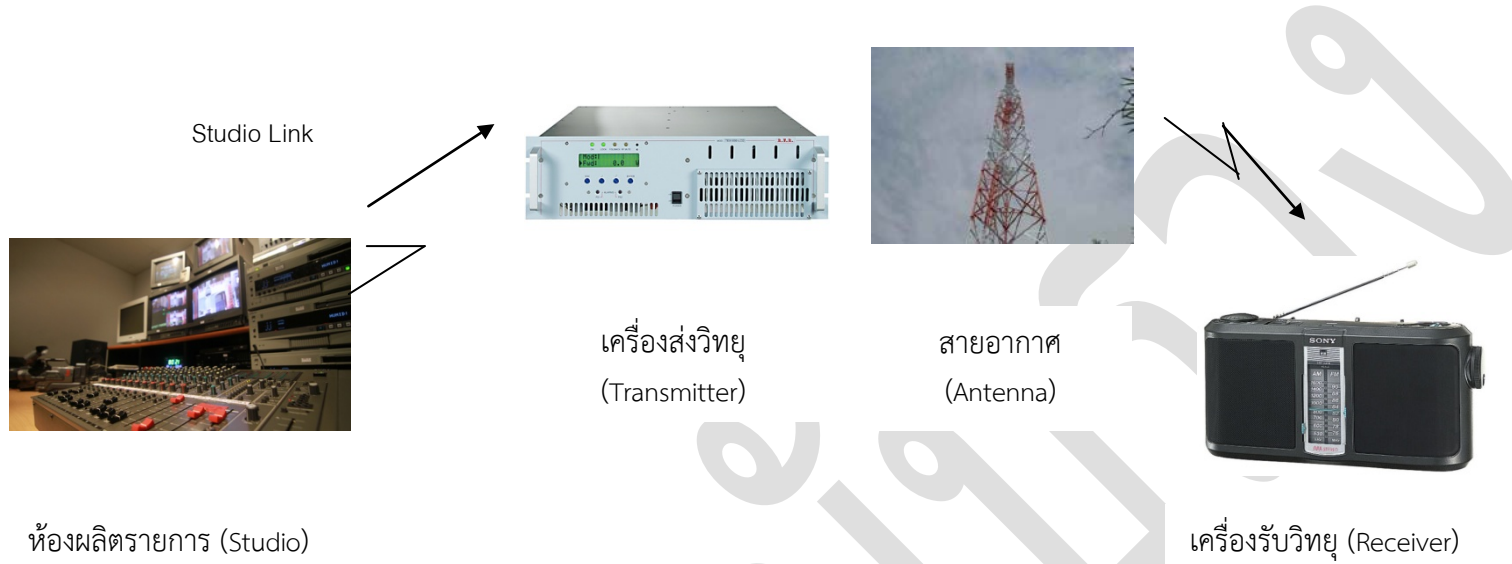 Studio Link
เครื่องส่งวิทยุ
(Transmitter)
สายอากาศ
(Antenna)
SONY
ห้องผลิตรายการ (Studio)
เครื่องรับวิทยุ (Receiver)